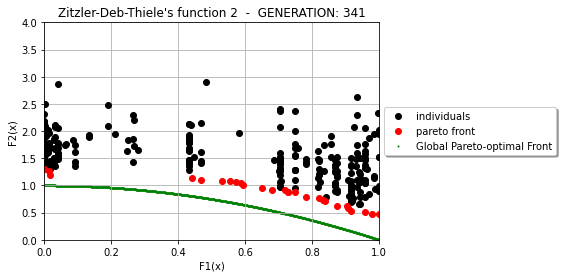 Zitzler-Deb-Thiele's function 2 - GENERATION: 341
4.0
3.5
3.0
2.5
2.0
1.5
1.0
0.5
0.0
F2(x)
0.0 0.2 0.4 0.6 0.8 1.0
F1(x)
individuals
pareto front
Global Pareto-optimal Front